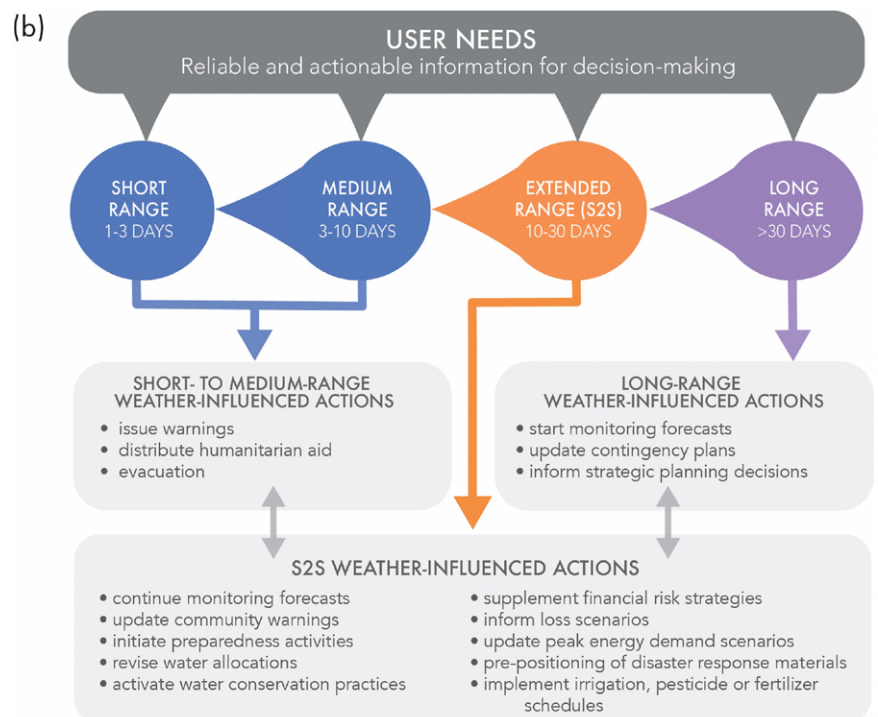 (b)
USER NEEDS
Reliable and actionable information for decision-making
SHORT
RANGE
1-3 DAYS
MEDIUM
RANGE
3-10 DAYS
EXTENDED
RANGE (S2S)
10-30 DAYS
LONG
RANGE
>30 DAYS
SHORT- TO MEDIUM-RANGE
WEATHER-INFLUENCED ACTIONS
• issue warnings
• distribute humanitarian aid
• evacuation
LONG-RANGE
WEATHER-INFLUENCED ACTIONS
• start monitoring forecasts
• update contingency plans
• inform strategic planning decisions
S2S WEATHER-INFLUENCED ACTIONS
• continue monitoring forecasts
• update community warnings
• initiate preparedness activities
• revise water allocations
• activate water conservation practices
• supplement financial risk strategies
• inform loss scenarios
• update peak energy demand scenarios
• pre-positioning of disaster response materials
• implement irrigation, pesticide or fertilizer
schedules